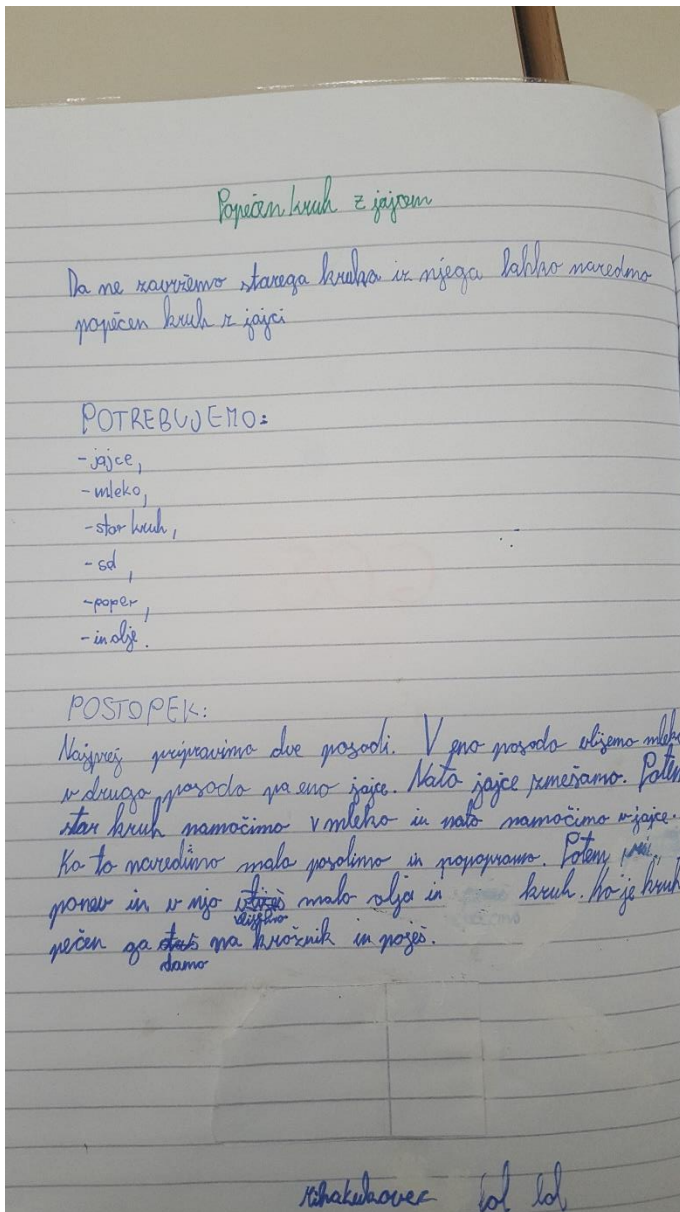 Popečen kruh z jajcem
Da ne zavržemo starega kruha iz njega lahko naredmo
popečen kruh z jajci
POTREBUJEMO:
-jajce,
-mleko,
-star kruh,
-sol,
-poper,
-in olje.
POSTOPEK:
Najprej pripravimo dve posodi. V eno posodo vlijemo mleko
v drugo posodo pa eno jajce. Nato jajce zmešamo. Potem
star kruh namočimo v mleko in nato namočimo v jajce.
Ko to naredimo malo posolimo in popopramo. Potem
ponev in v njo malo olja in kruh. Ko je kruh
pečen ga na krožnik in poješ.
damo
lol lol